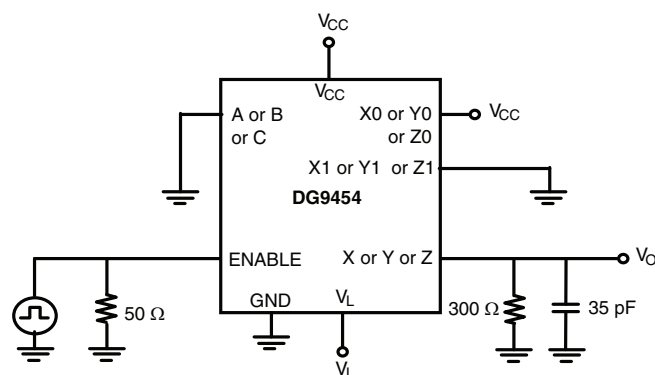 VCC
VCC
A or B
or C
X0 or Y0
or Z0
VCC
X1 or Y1 or Z1
DG9454
ENABLE
X or Y or Z
VO
50 Ω
GND
VL
300 Ω
35 pF
VL